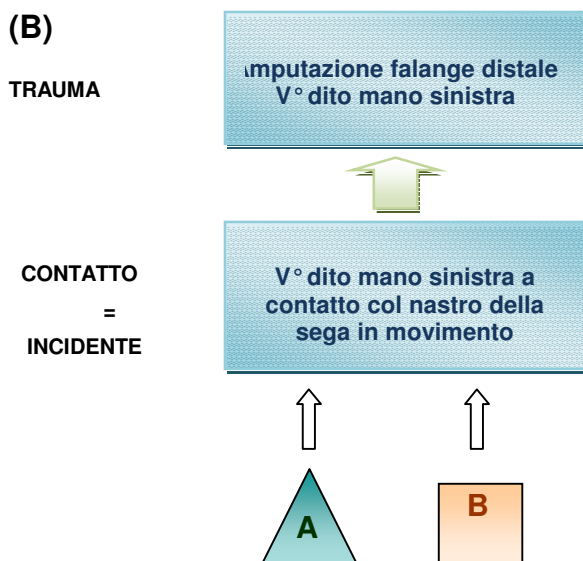 (B)
TRAUMA
mputazione falange distale
V° dito mano sinistra
CONTATTO
=
INCIDENTE
V° dito mano sinistra a
contatto col nastro della
sega in movimento
A
B